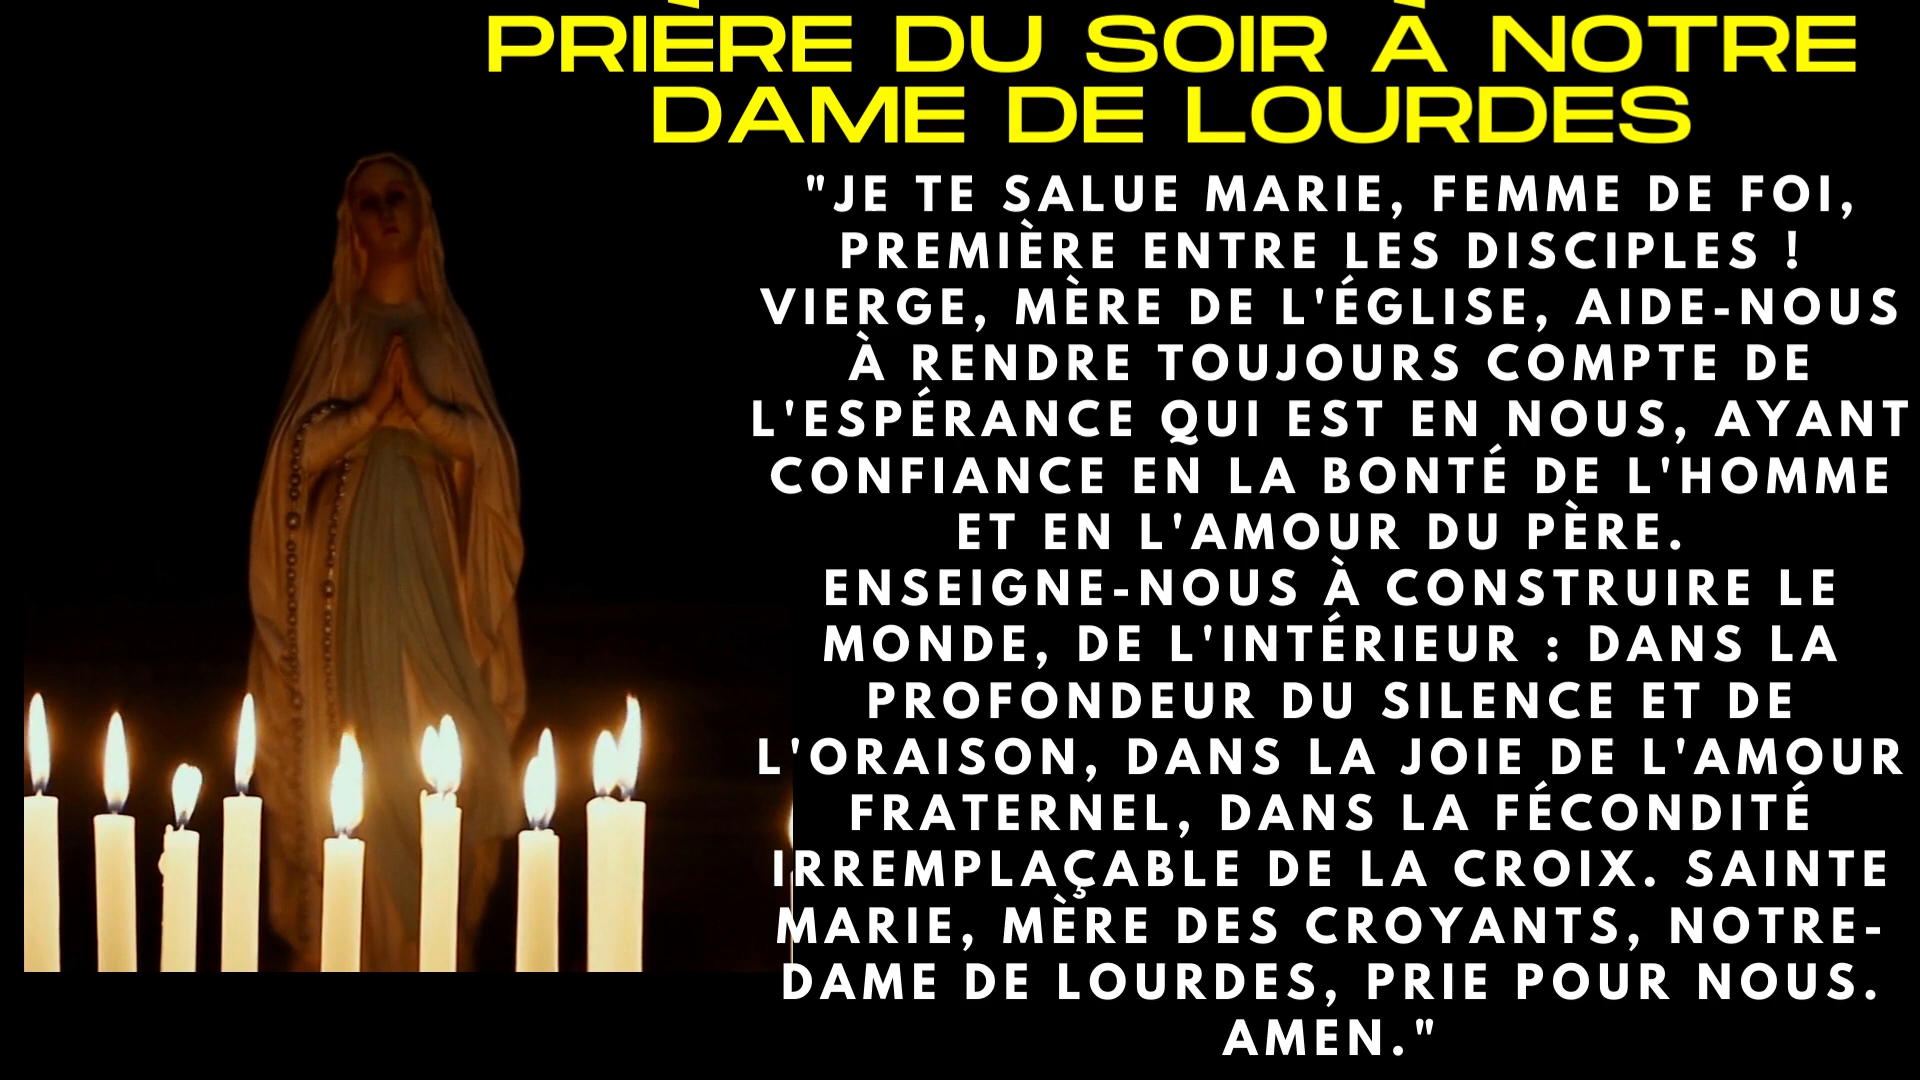 PRIÈRE DU SOIR À NOTRE
DAME DE LOURDES
"JE TE SALUE MARIE, FEMME DE FOI,
PREMIÈRE ENTRE LES DISCIPLES !
VIERGE, MÈRE DE L'ÉGLISE, AIDE-NOUS
À RENDRE TOUJOURS COMPTE DE
L'ESPÉRANCE QUI EST EN NOUS, AYANT
CONFIANCE EN LA BONTÉ DE L'HOMME
ET EN L'AMOUR DU PÈRE.
ENSEIGNE-NOUS À CONSTRUIRE LE
MONDE, DE L'INTÉRIEUR : DANS LA
PROFONDEUR DU SILENCE ET DE
L'ORAISON, DANS LA JOIE DE L'AMOUR
FRATERNEL, DANS LA FÉCONDITÉ
IRREMPLAÇABLE DE LA CROIX. SAINTE
MARIE, MÈRE DES CROYANTS, NOTRE-
DAME DE LOURDES, PRIE POUR NOUS.
AMEN."